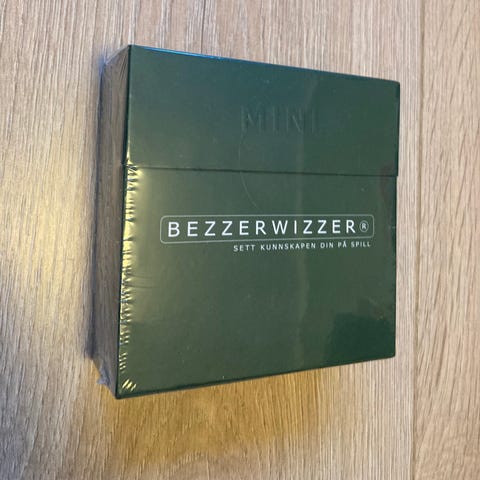 MINI
BEZZERWIZZER®
SETT KUNNSKAPEN DIN PÅ SPILL